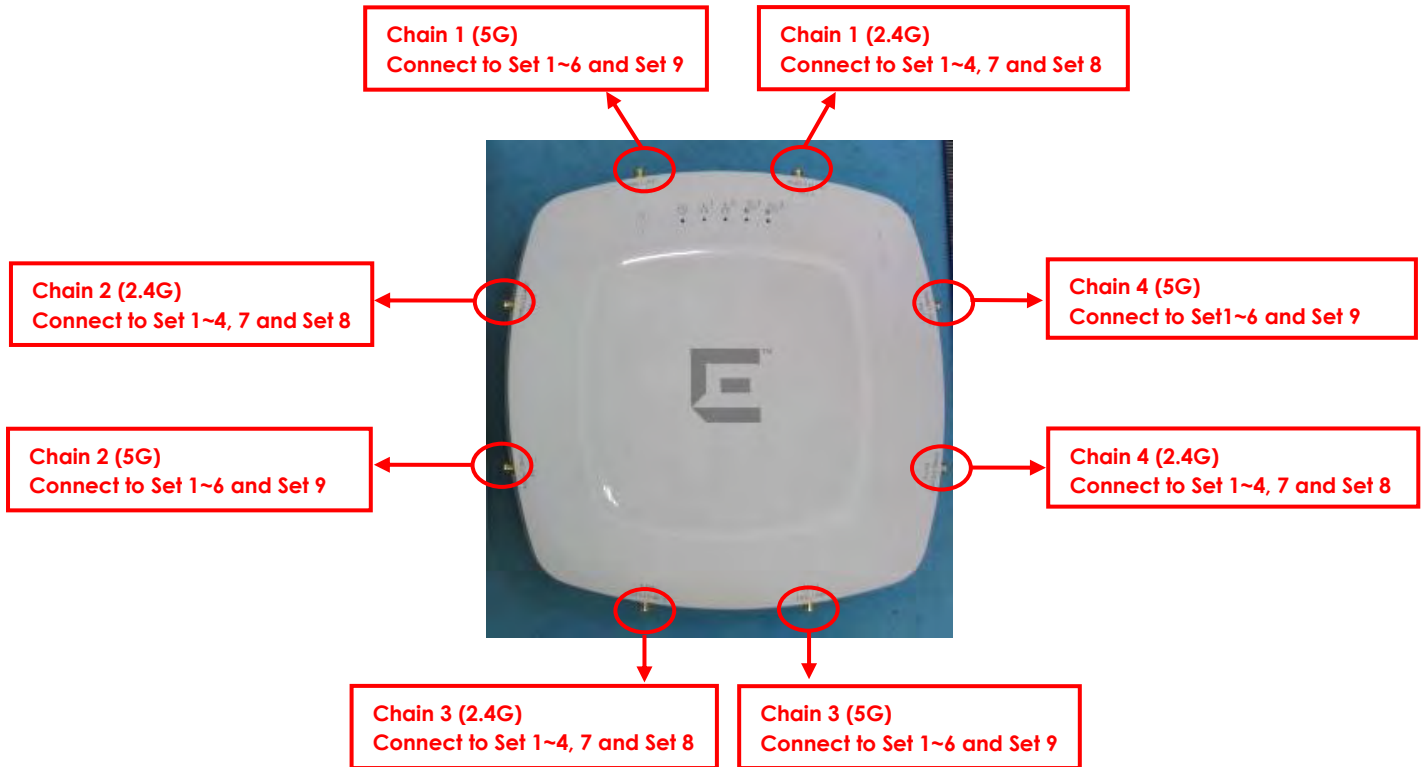 Chain 1 (5G)
Connect to Set 1~6 and Set 9
Chain 1 (2.4G)
Connect to Set 1~4, 7 and Set 8
Chain 2 (2.4G)
Connect to Set 1~4, 7 and Set 8
Chain 4 (5G)
Connect to Set1~6 and Set 9
Chain 2 (5G)
Connect to Set 1~6 and Set 9
Chain 4 (2.4G)
Connect to Set 1~4, 7 and Set 8
Chain 3 (2.4G)
Connect to Set 1~4, 7 and Set 8
Chain 3 (5G)
Connect to Set 1~6 and Set 9